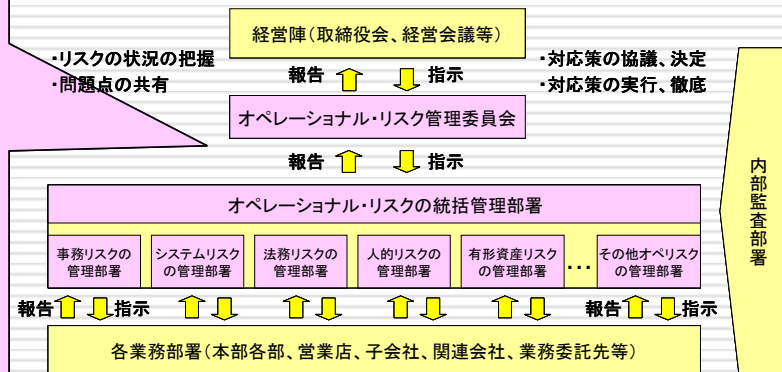 経営陣(取締役会、経営会議等)
・リスクの状況の把握
・問題点の共有
報告
指示
・対応策の協議、決定
・対応策の実行、徹底
オペレーショナル・リスク管理委員会
報告
指示
オペレーショナル・リスクの統括管理部署
事務リスクの
管理部署
システムリスク
の管理部署
法務リスクの
管理部署
人的リスクの
管理部署
有形資産リスク
の管理部署
…
その他オペリスク
の管理部署
報告
指示
報告
指示
各業務部署(本部各部、営業店、子会社、関連会社、業務委託先等)
内部監査部署